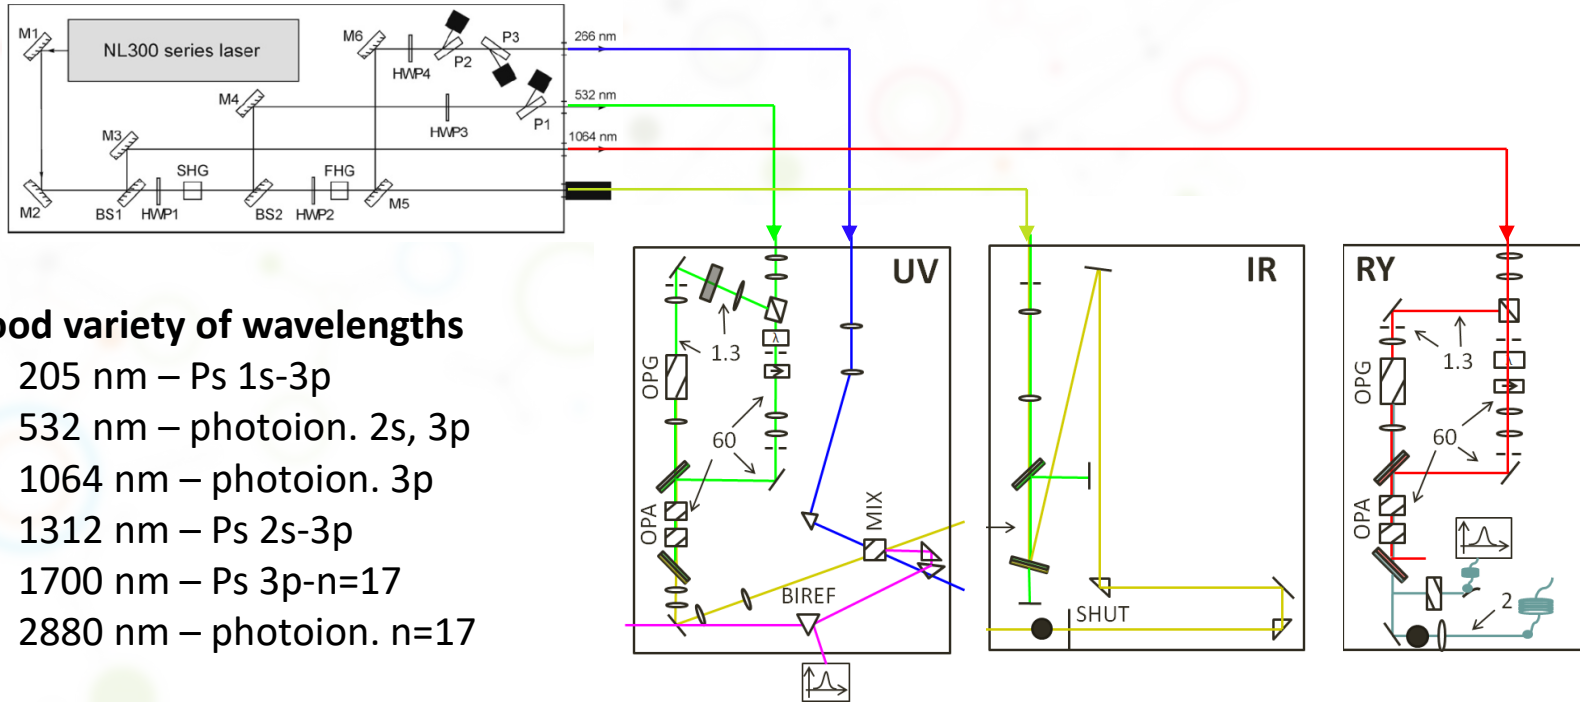 M1
NL300 series laser
M6
HWP4
P2
P3
266 nm
M4
HWP3
P1
532 nm
M3
1064 nm
SHG
FHG
M2
BS1
HWP1
BS2
HWP2
M5
ood variety of wavelengths
205 nm – Ps 1s-3p
532 nm – photoion. 2s, 3p
1064 nm – photoion. 3p
1312 nm – Ps 2s-3p
1700 nm – Ps 3p-n=17
2880 nm – photoion. n=17
UV
λ
1.3
OPG
60
OPA
MIX
BIREF
IR
SHUT
RY
λ
1.3
OPG
60
OPA
2